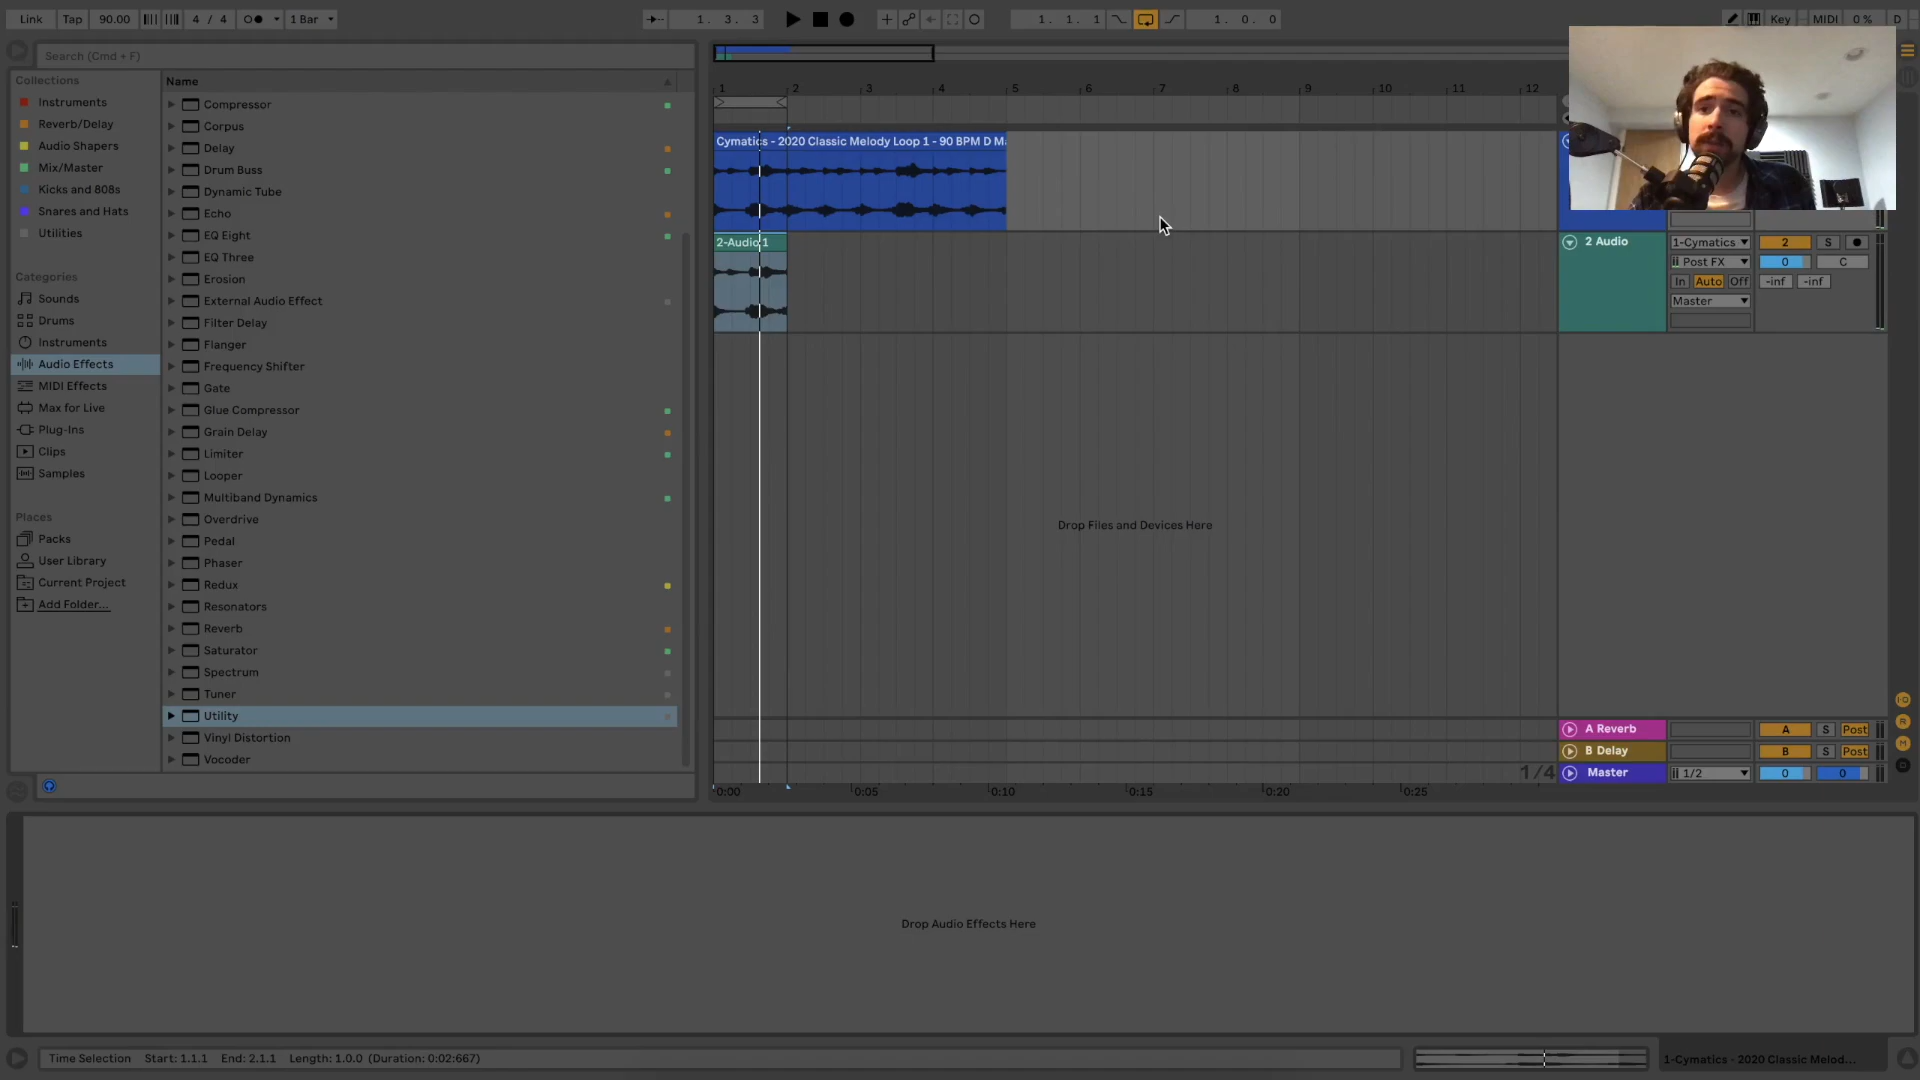 Link Tap 90.00 4 / 4 1 Bar 1. 3. 3 1. 1. 1 1. 0. 0 Key MIDI 0 % D
Search (Cmd + F)
Collections
Instruments
Reverb/Delay
Audio Shapers
Mix/Master
Kicks and 808s
Snares and Hats
Utilities
Categories
Sounds
Drums
Instruments
Audio Effects
MIDI Effects
Max for Live
Plug-Ins
Clips
Samples
Places
Packs
User Library
Current Project
Add Folder...
Name
Compressor
Corpus
Delay
Drum Buss
Dynamic Tube
Echo
EQ Eight
EQ Three
Erosion
External Audio Effect
Filter Delay
Flanger
Frequency Shifter
Gate
Glue Compressor
Grain Delay
Limiter
Looper
Multiband Dynamics
Overdrive
Pedal
Phaser
Redux
Resonators
Reverb
Saturator
Spectrum
Tuner
Utility
Vinyl Distortion
Vocoder
1 2 3 4 5 6 7 8 9 10 11 12
Cymatics - 2020 Classic Melody Loop 1 - 90 BPM D Ma
2-Audio 1
2 Audio 1-Cymatics 2 S
Post FX 0 C
In Auto Off -inf -inf
Master
Drop Files and Devices Here
A Reverb A S Post
B Delay B S Post
1/4 Master 1/2 0 0
0:00 0:05 0:10 0:15 0:20 0:25
Drop Audio Effects Here
Time Selection Start: 1.1.1 End: 2.1.1 Length: 1.0.0 (Duration: 0:02:667)
1-Cymatics - 2020 Classic Melod...